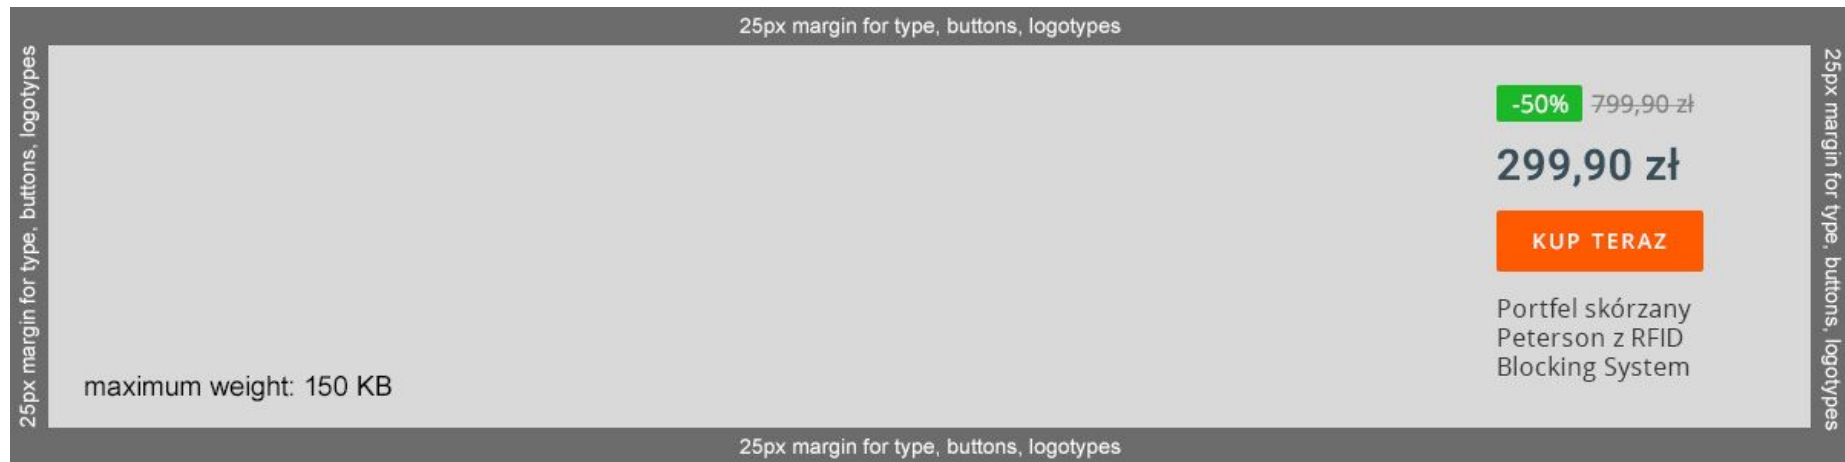 25px margin for type, buttons, logotypes
25px margin for type, buttons, logotypes
-50% 799,90 zł
299,90 zł
KUP TERAZ
Portfel skórzany
Peterson z RFID
Blocking System
maximum weight: 150 KB
25px margin for type, buttons, logotypes
25px margin for type, buttons, logotypes